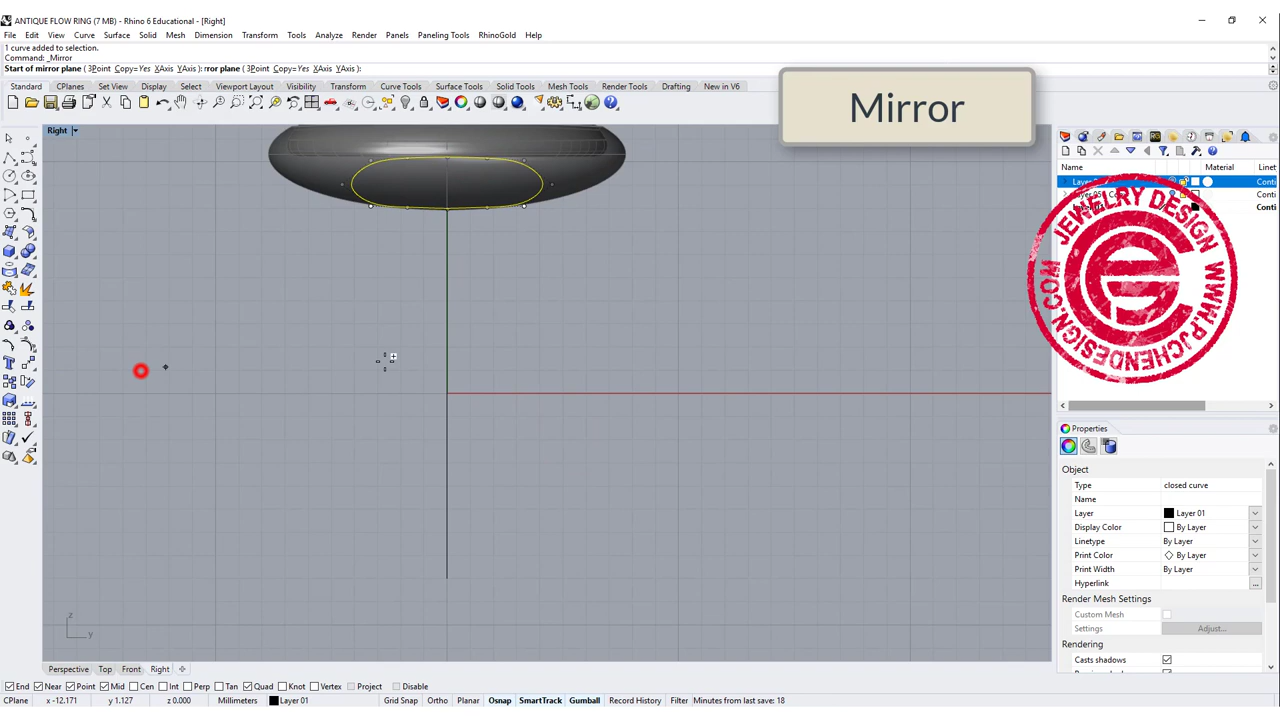 ANTIQUE FLOW RING (7 MB) - Rhino 6 Educational - [Right]
File Edit View Curve Surface Solid Mesh Dimension Transform Tools Analyze Render Panels Paneling Tools RhinoGold Help
1 curve added to selection.
Command: _Mirror
Start of mirror plane (3Point Copy=Yes XAxis YAxis): rror plane (3Point Copy=Yes XAxis YAxis):
Standard CPlanes Set View Display Select Viewport Layout Visibility Transform Curve Tools Surface Tools Solid Tools Mesh Tools Render Tools Drafting New in V6
Mirror
Right
Name Material Linet
Conti
Conti
Conti
JEWELRY DESIGN
WWW.PJCHENDESIGN.COM
Properties
Object
Type closed curve
Name
Layer Layer 01
Display Color By Layer
Linetype By Layer
Print Color By Layer
Print Width By Layer
Hyperlink ...
Render Mesh Settings
Custom Mesh
Settings Adjust...
Rendering
Casts shadows
z
y
Perspective Top Front Right
End Near Point Mid Cen Int Perp Tan Quad Knot Vertex Project Disable
CPlane x -12.171 y 1.127 z 0.000 Millimeters Layer 01 Grid Snap Ortho Planar Osnap SmartTrack Gumball Record History Filter Minutes from last save: 18